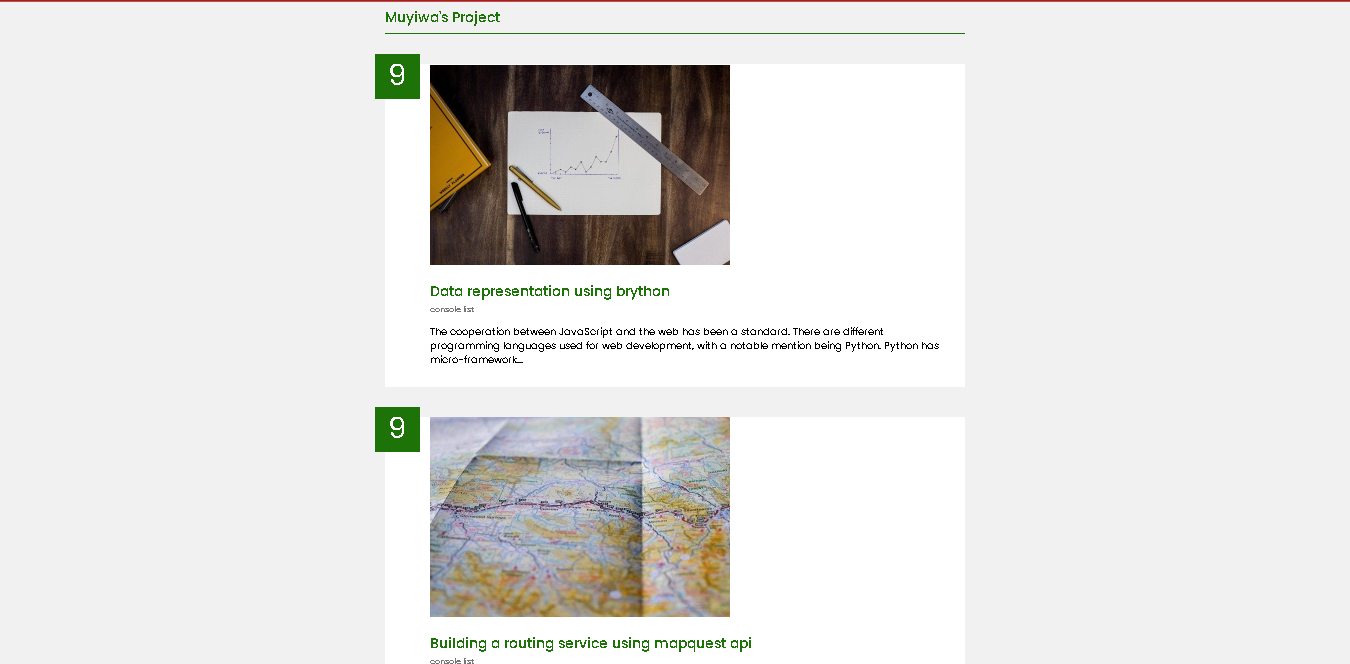 Muyiwa's Project
9
Data representation using brython
console list
The cooperation between JavaScript and the web has been a standard. There are different
programming languages used for web development, with a notable mention being Python. Python has
micro-framework...
9
Building a routing service using mapquest api
console list